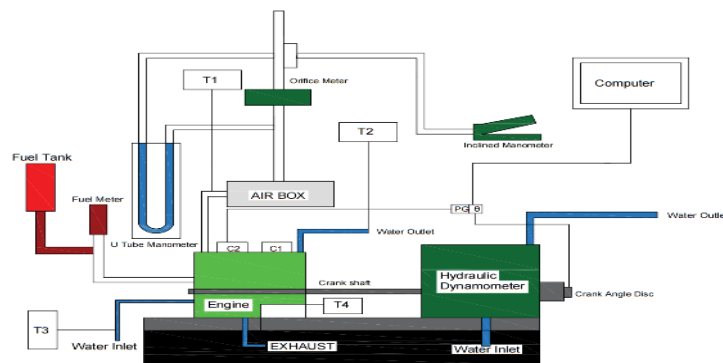 T1
Orifice Meter
Computer
T2
Inclined Manometer
Fuel Tank
Fuel Meter
AIR BOX
PG θ
U Tube Manometer
Water Outlet
Water Outle
C2
C1
Crank shaft
Hydraulic
Dynamometer
Crank Angle Disc
Engine
T4
T3
Water Inlet
EXHAUST
Water Inlet